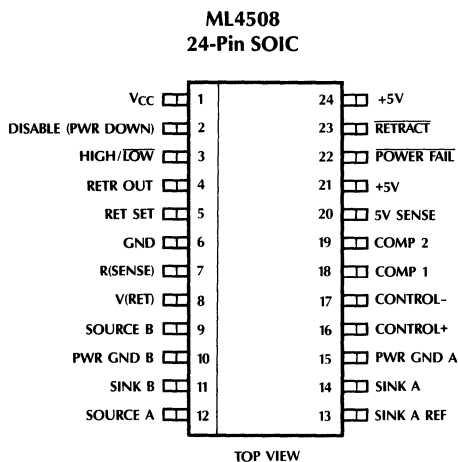 ML4508
24-Pin SOIC
VCC 1 24 +5V
DISABLE (PWR DOWN) 2 23 RETRACT
HIGH/LOW 3 22 POWER FAIL
RETR OUT 4 21 +5V
RET SET 5 20 5V SENSE
GND 6 19 COMP 2
R(SENSE) 7 18 COMP 1
V(RET) 8 17 CONTROL-
SOURCE B 9 16 CONTROL+
PWR GND B 10 15 PWR GND A
SINK B 11 14 SINK A
SOURCE A 12 13 SINK A REF
TOP VIEW